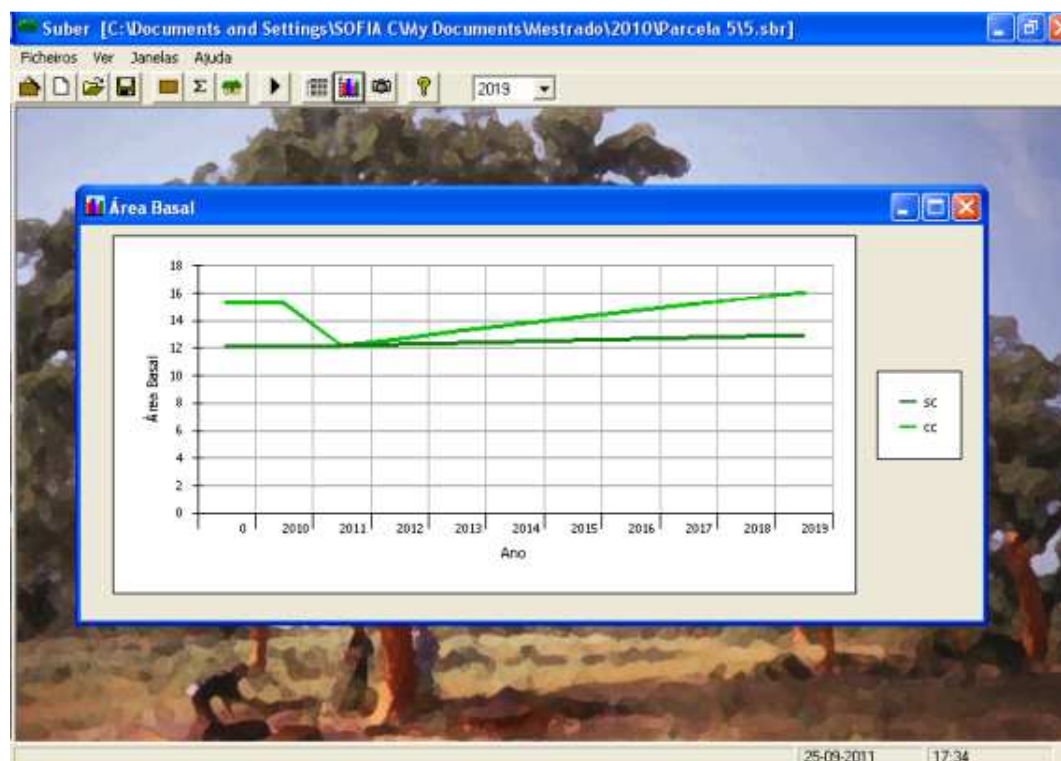 Suber [C:\Documents and Settings\SOFIA C\My Documents\Mestrado\2010\Parcela 5\5.sbr]
Ficheiros Ver Janelas Ajuda
Σ ? 2019
Área Basal
18
16
14
12
10
8
6
4
2
0
Área Basal
0 2010 2011 2012 2013 2014 2015 2016 2017 2018 2019
Ano
sc
cc
25-09-2011 17:34